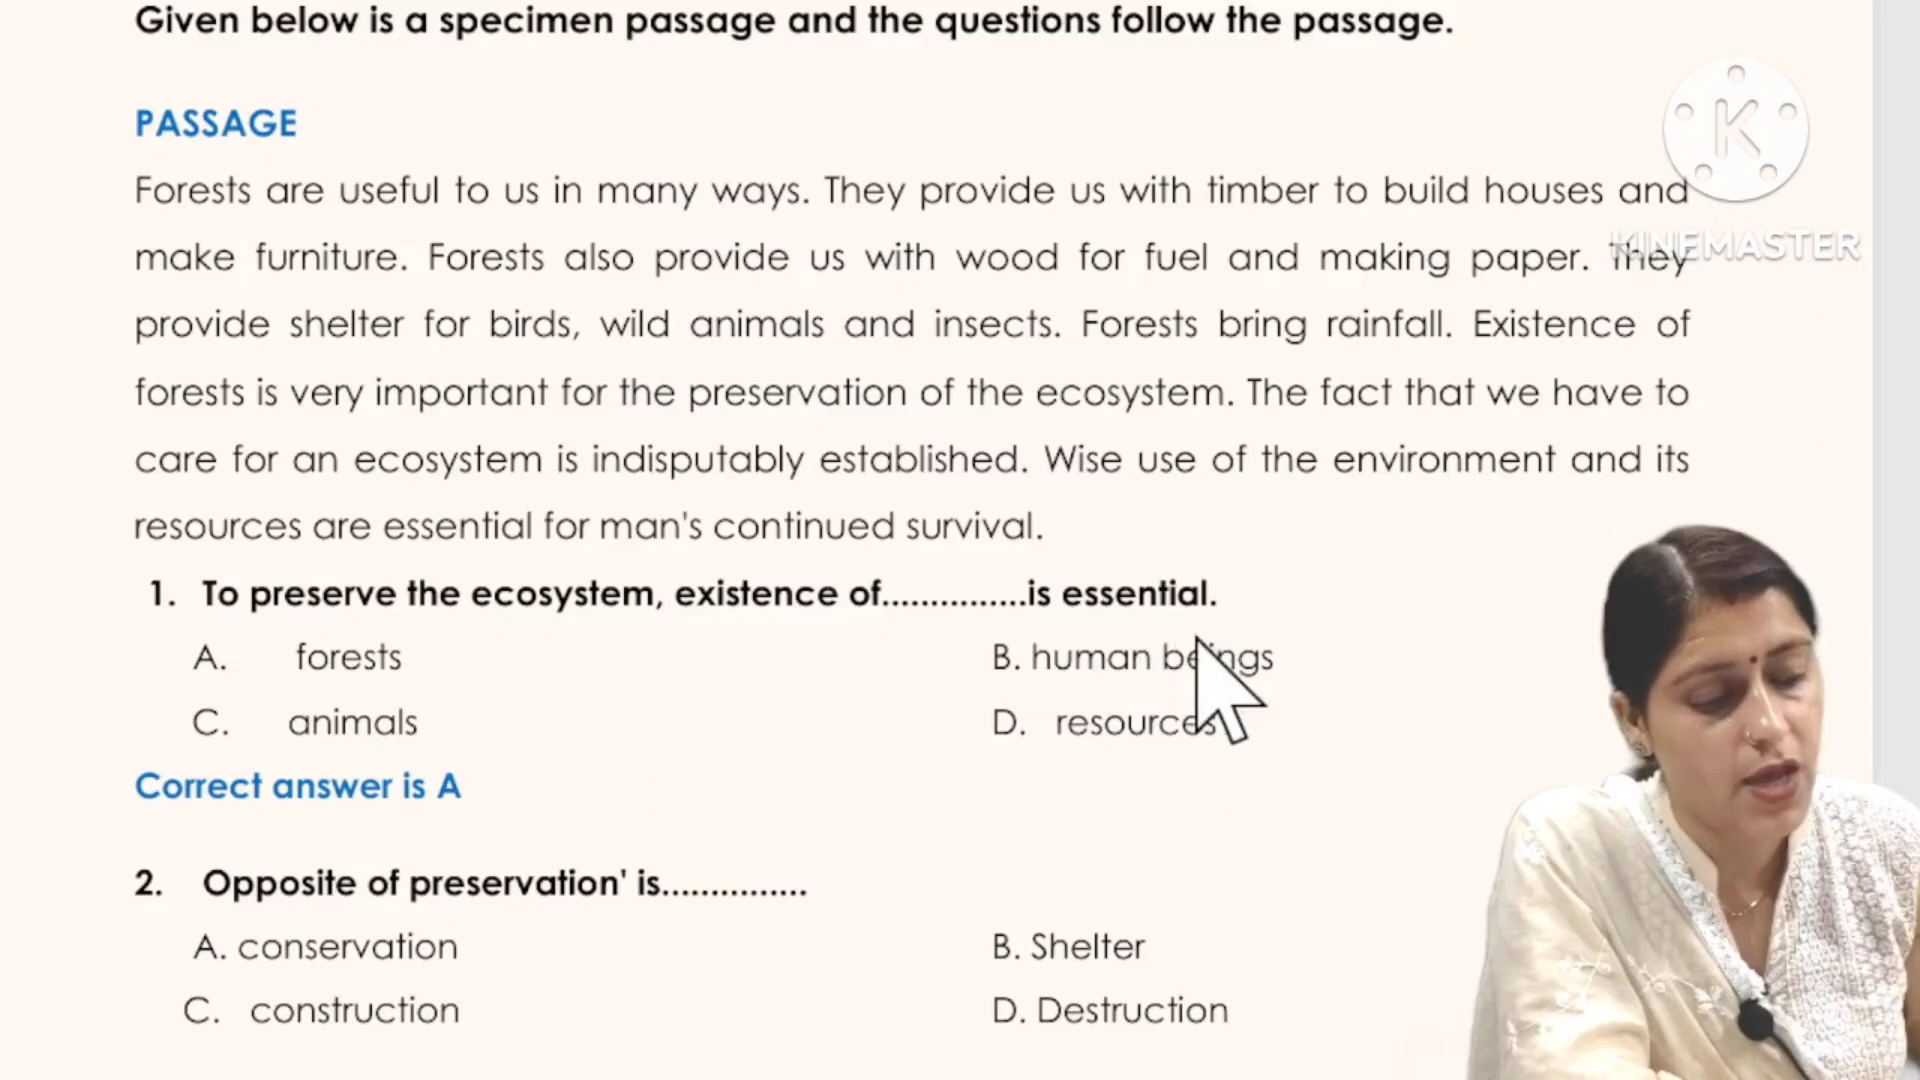 Given below is a specimen passage and the questions follow the passage.
PASSAGE
Forests are useful to us in many ways. They provide us with timber to build houses and
make furniture. Forests also provide us with wood for fuel and making paper. They
provide shelter for birds, wild animals and insects. Forests bring rainfall. Existence of
forests is very important for the preservation of the ecosystem. The fact that we have to
care for an ecosystem is indisputably established. Wise use of the environment and its
resources are essential for man's continued survival.
1. To preserve the ecosystem, existence of...............is essential.
A. forests B. human beings
C. animals D. resources
Correct answer is A
2. Opposite of preservation' is...............
A. conservation B. Shelter
C. construction D. Destruction
K
KINEMASTER